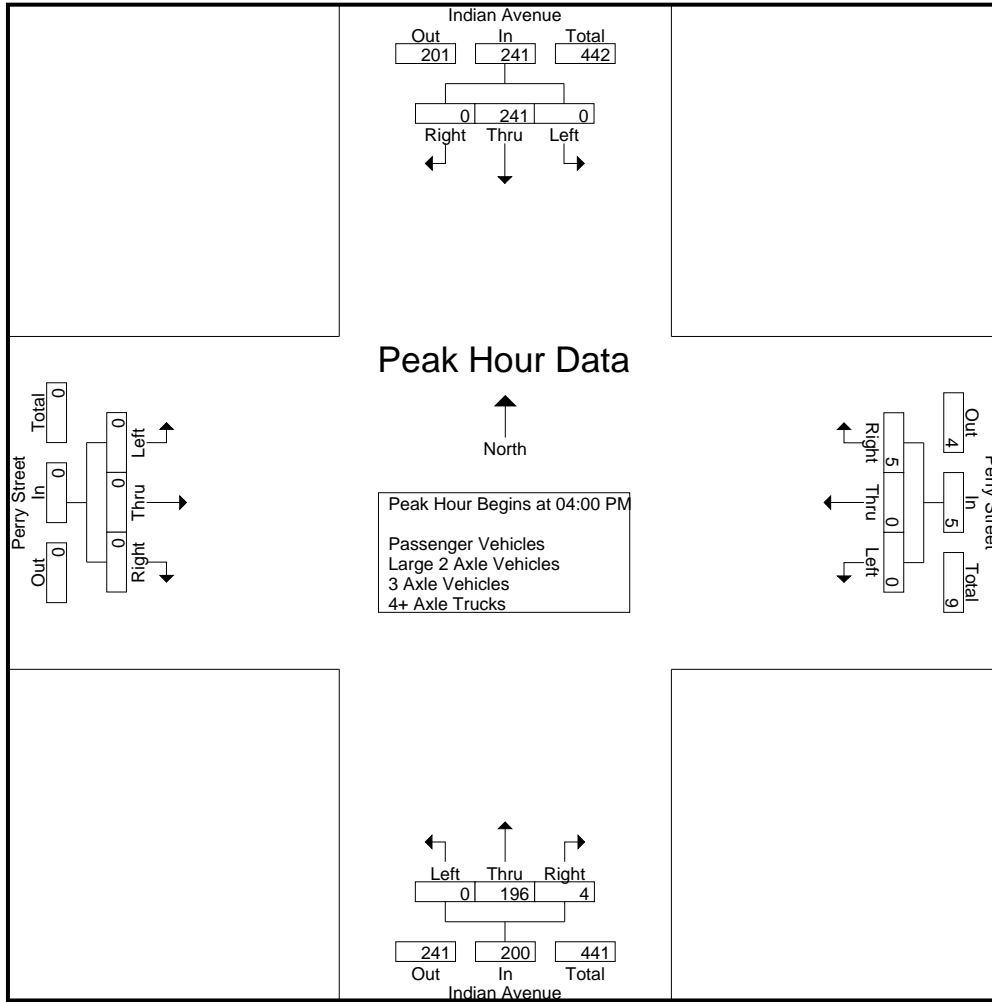 Indian Avenue
Out In Total
201 241 442
0 241 0
Right Thru Left
Peak Hour Data
North
Peak Hour Begins at 04:00 PM
Passenger Vehicles
Large 2 Axle Vehicles
3 Axle Vehicles
4+ Axle Trucks
Perry Street
Out In Total
0 0 0
0 0 0
Right Thru Left
Perry Street
Out In Total
4 5 9
5 0 0
Right Thru Left
Left Thru Right
0 196 4
241 200 441
Out In Total
Indian Avenue